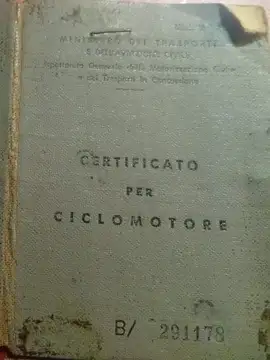 MINISTERO DEI TRASPORTI
E DELL'AVIAZIONE CIVILE
Ispettorato Generale della Motorizzazione Civile
e dei Trasporti in Concessione
CERTIFICATO
PER
CICLOMOTORE
B/ 291178